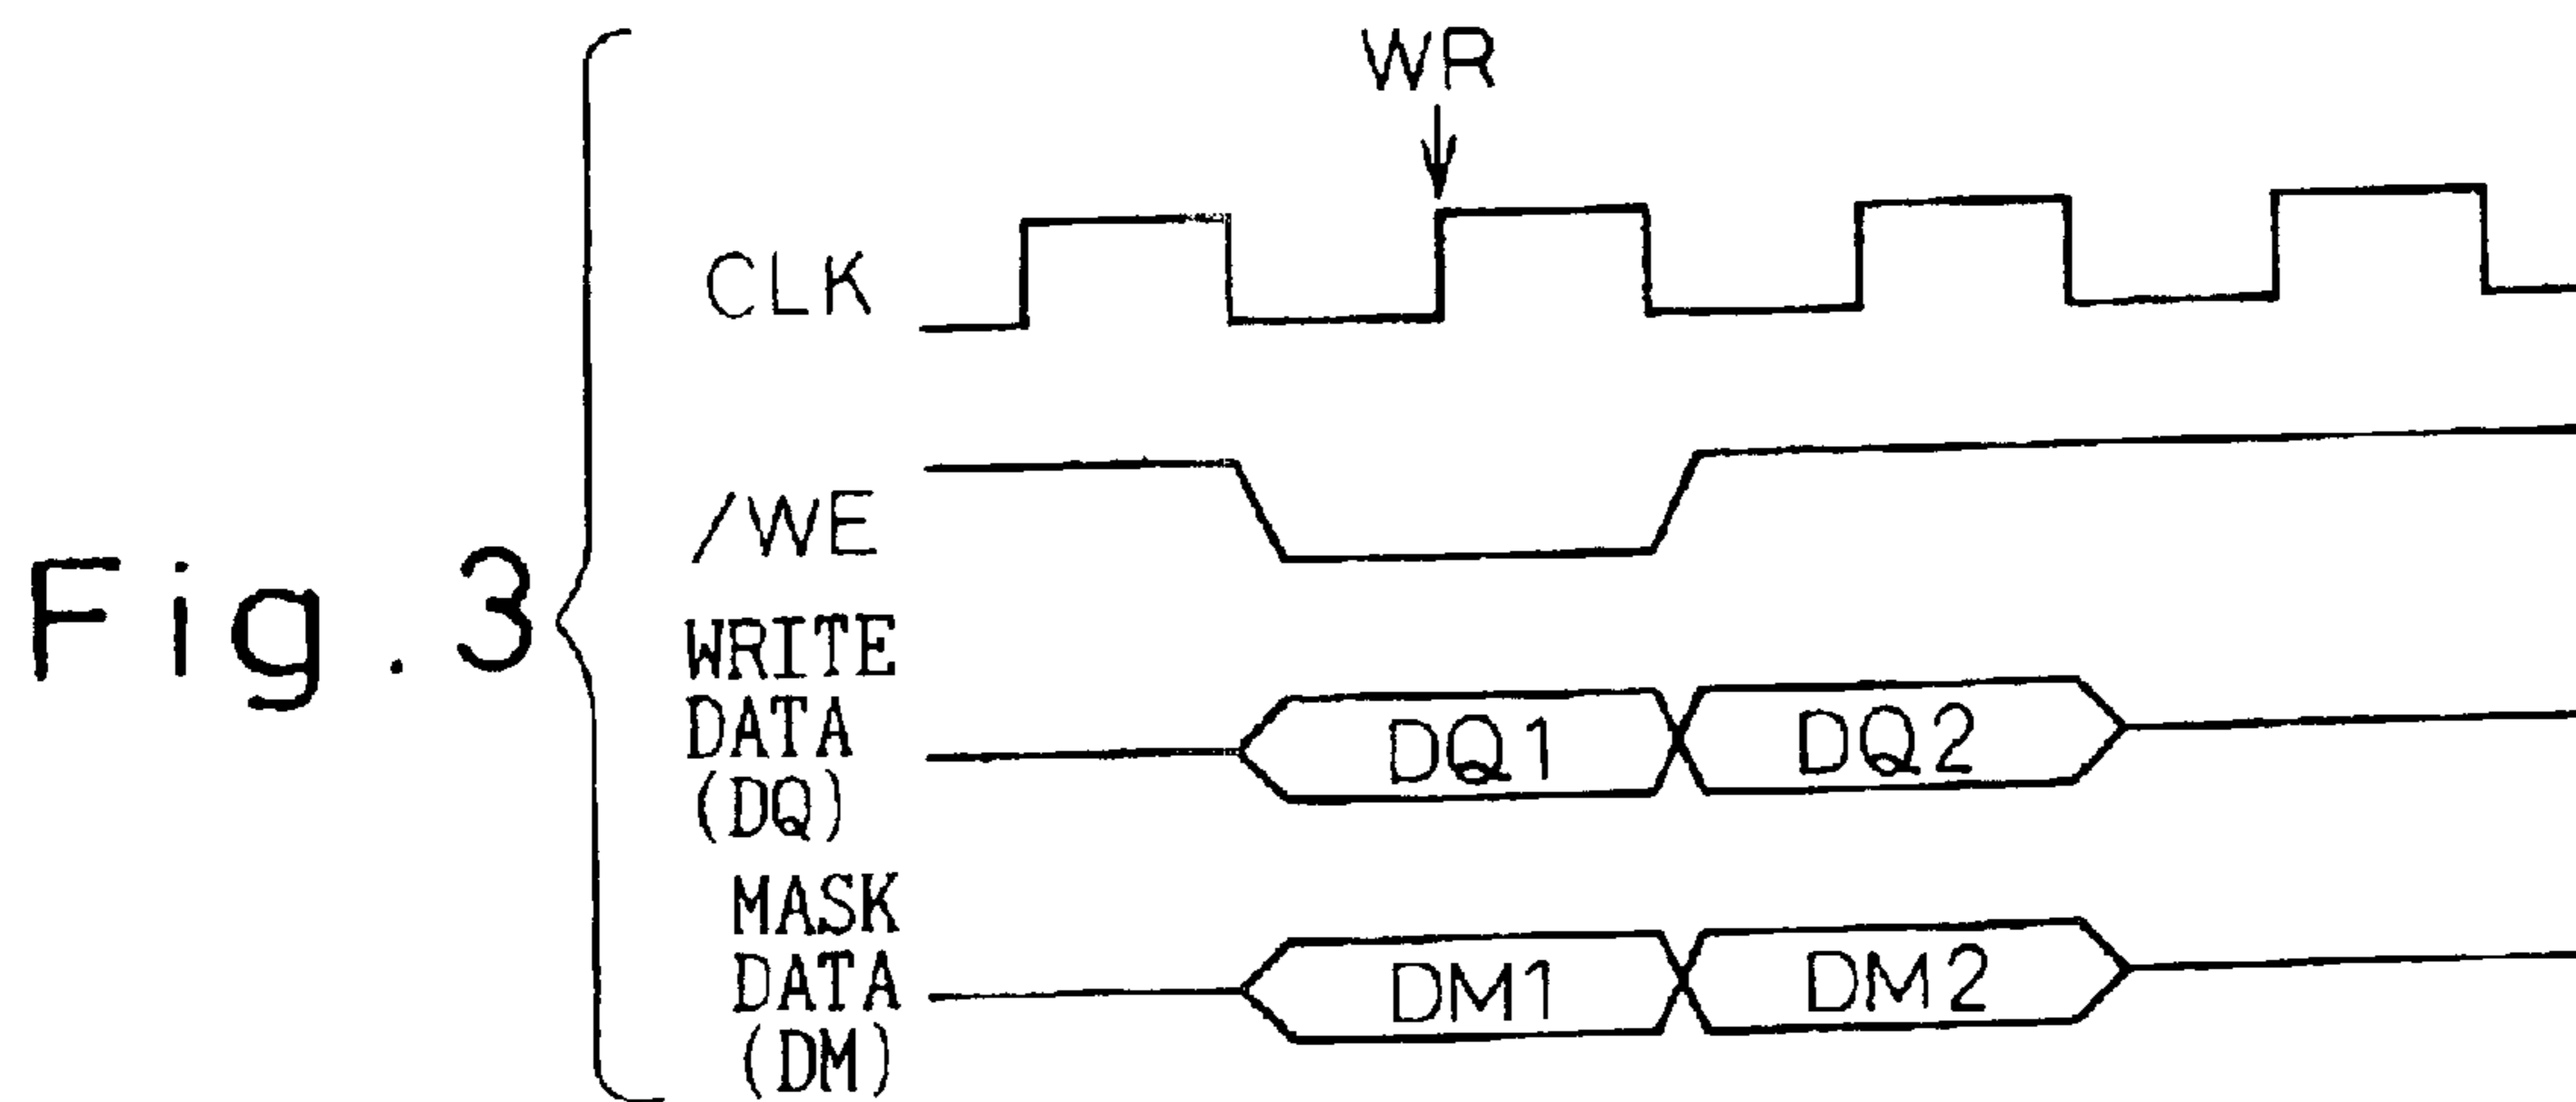 Fig.3
WR
CLK
/WE
WRITE
DATA
(DQ)
DQ1 DQ2
MASK
DATA
(DM)
DM1 DM2